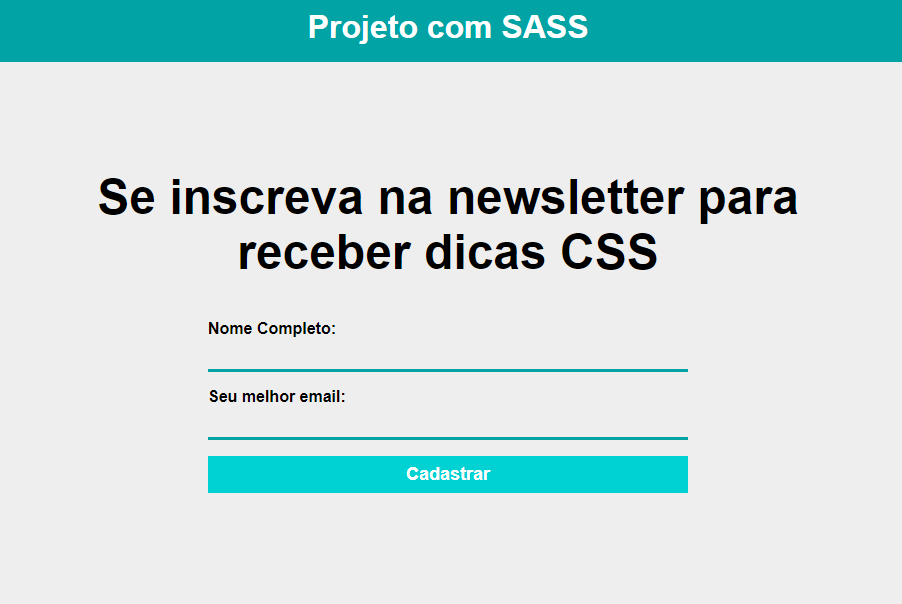 Projeto com SASS
Se inscreva na newsletter para
receber dicas CSS
Nome Completo:
Seu melhor email:
Cadastrar